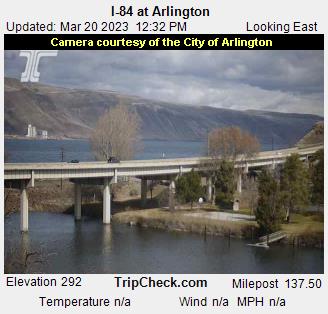 I-84 at Arlington
Updated: Mar 20 2023 12:32 PM Looking East
Camera courtesy of the City of Arlington
Elevation 292 TripCheck.com Milepost 137.50
Temperature n/a Wind n/a MPH n/a